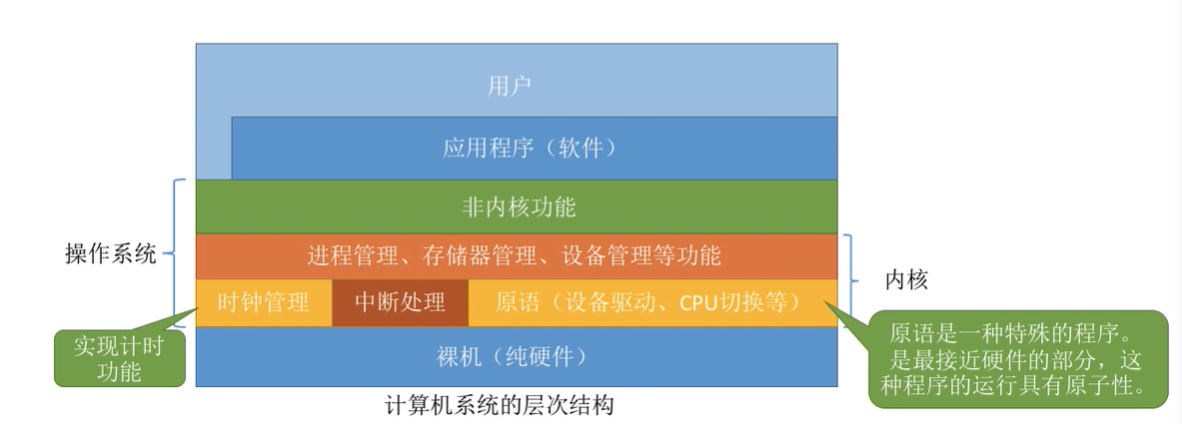 用户
应用程序（软件）
非内核功能
操作系统
进程管理、存储器管理、设备管理等功能
内核
时钟管理
中断处理
原语（设备驱动、CPU切换等）
实现计时
功能
裸机（纯硬件）
原语是一种特殊的程序。
是最接近硬件的部分，这
种程序的运行具有原子性。
计算机系统的层次结构